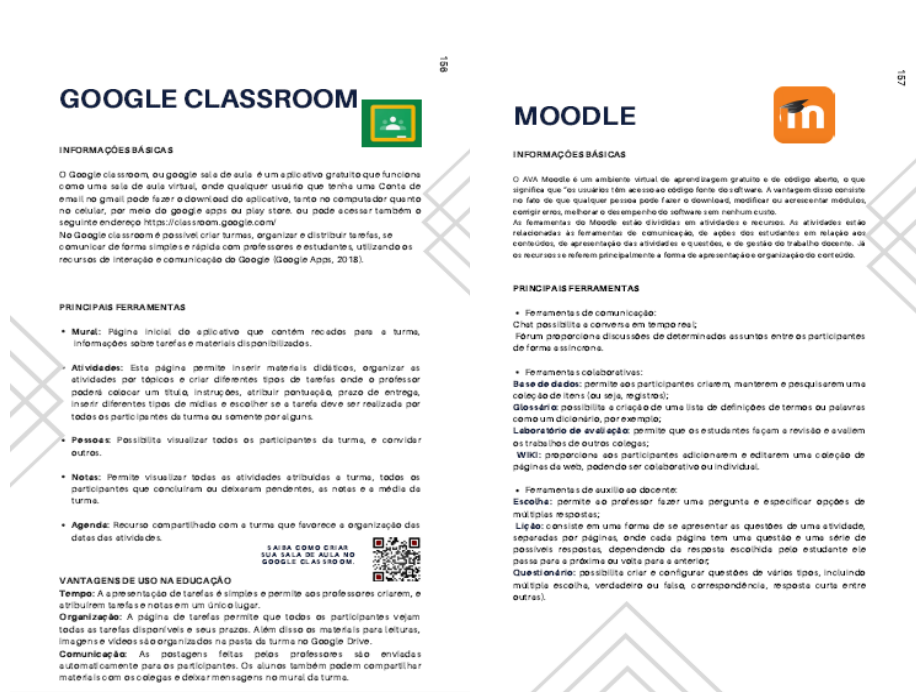 156
GOOGLE CLASSROOM
INFORMAÇÕES BÁSICAS
O Google classroom, ou google sala de aula é um aplicativo gratuito que funciona
como uma sala de aula virtual, onde qualquer usuário que tenha uma Conta de
email no gmail pode fazer o download do aplicativo, tanto no computador quanto
no celular, por meio do google apps ou play store. ou pode acessar também o
seguinte endereço https://classroom.google.com/
No Google classroom é possível criar turmas, organizar e distribuir tarefas, se
comunicar de forma simples e rápida com professores e estudantes, utilizando os
recursos de interação e comunicação do Google (Google Apps, 2018).
PRINCIPAIS FERRAMENTAS
• Mural: Página inicial do aplicativo que contém recados para a turma,
informações sobre tarefas e materiais disponibilizados.
• Atividades: Esta página permite inserir materiais didáticos, organizar as
atividades por tópicos e criar diferentes tipos de tarefas onde o professor
poderá colocar um título, instruções, atribuir pontuação, prazo de entrega,
inserir diferentes tipos de mídias e escolher se a tarefa deve ser realizada por
todos os participantes da turma ou somente por alguns.
• Pessoas: Possibilita visualizar todos os participantes da turma, e convidar
outros.
• Notas: Permite visualizar todas as atividades atribuídas a turma, todos os
participantes que concluíram ou deixaram pendentes, as notas e a média da
turma.
• Agenda: Recurso compartilhado com a turma que favorece a organização das
datas das atividades.
SAIBA COMO CRIAR
SUA SALA DE AULA NO
GOOGLE CLASSROOM.
VANTAGENS DE USO NA EDUCAÇÃO
Tempo: A apresentação de tarefas é simples e permite aos professores criarem, e
atribuírem tarefas e notas em um único lugar.
Organização: A página de tarefas permite que todos os participantes vejam
todas as tarefas disponíveis e seus prazos. Além disso os materiais para leituras,
imagens e vídeos são organizados na pasta da turma no Google Drive.
Comunicação: As postagens feitas pelos professores são enviadas
automaticamente para os participantes. Os alunos também podem compartilhar
materiais com os colegas e deixar mensagens no mural da turma.
157
MOODLE
m
INFORMAÇÕES BÁSICAS
O AVA Moodle é um ambiente virtual de aprendizagem gratuito e de código aberto, o que
significa que "os usuários têm acesso ao código fonte do software. A vantagem disso consiste
no fato de que qualquer pessoa pode fazer o download, modificar ou acrescentar módulos,
corrigir erros, melhorar o desempenho do software sem nenhum custo.
As ferramentas do Moodle estão divididas em atividades e recursos. As atividades estão
relacionadas às ferramentas de comunicação, de ações dos estudantes em relação aos
conteúdos, de apresentação das atividades e questões, e de gestão do trabalho docente. Já
os recursos se referem principalmente a forma de apresentação e organização do conteúdo.
PRINCIPAIS FERRAMENTAS
• Ferramentas de comunicação:
Chat possibilita a conversa em tempo real;
Fórum proporciona discussões de determinados assuntos entre os participantes
de forma assíncrona.
• Ferramentas colaborativas:
Base de dados: permite aos participantes criarem, manterem e pesquisarem uma
coleção de itens (ou seja, registros);
Glossário: possibilita a criação de uma lista de definições de termos ou palavras
como um dicionário, por exemplo;
Laboratório de avaliação: permite que os estudantes façam a revisão e avaliem
os trabalhos de outros colegas;
WIKI: proporciona aos participantes adicionarem e editarem uma coleção de
páginas da web, podendo ser colaborativo ou individual.
• Ferramentas de auxílio ao docente:
Escolha: permite ao professor fazer uma pergunta e especificar opções de
múltiplas respostas;
Lição: consiste em uma forma de se apresentar as questões de uma atividade,
separadas por páginas, onde cada página tem uma questão e uma série de
possíveis respostas, dependendo da resposta escolhida pelo estudante ele
passa para a próxima ou volta para a anterior;
Questionário: possibilita criar e configurar questões de vários tipos, incluindo
múltipla escolha, verdadeiro ou falso, correspondência, resposta curta entre
outras).